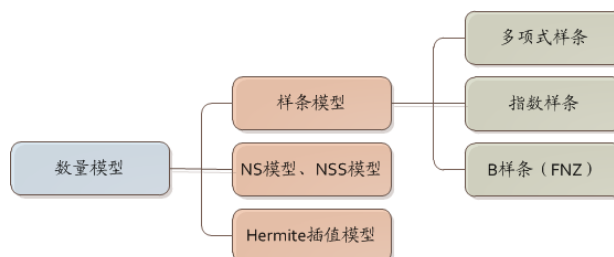 数量模型
样条模型
NS模型、NSS模型
Hermite插值模型
多项式样条
指数样条
B样条（FNZ）